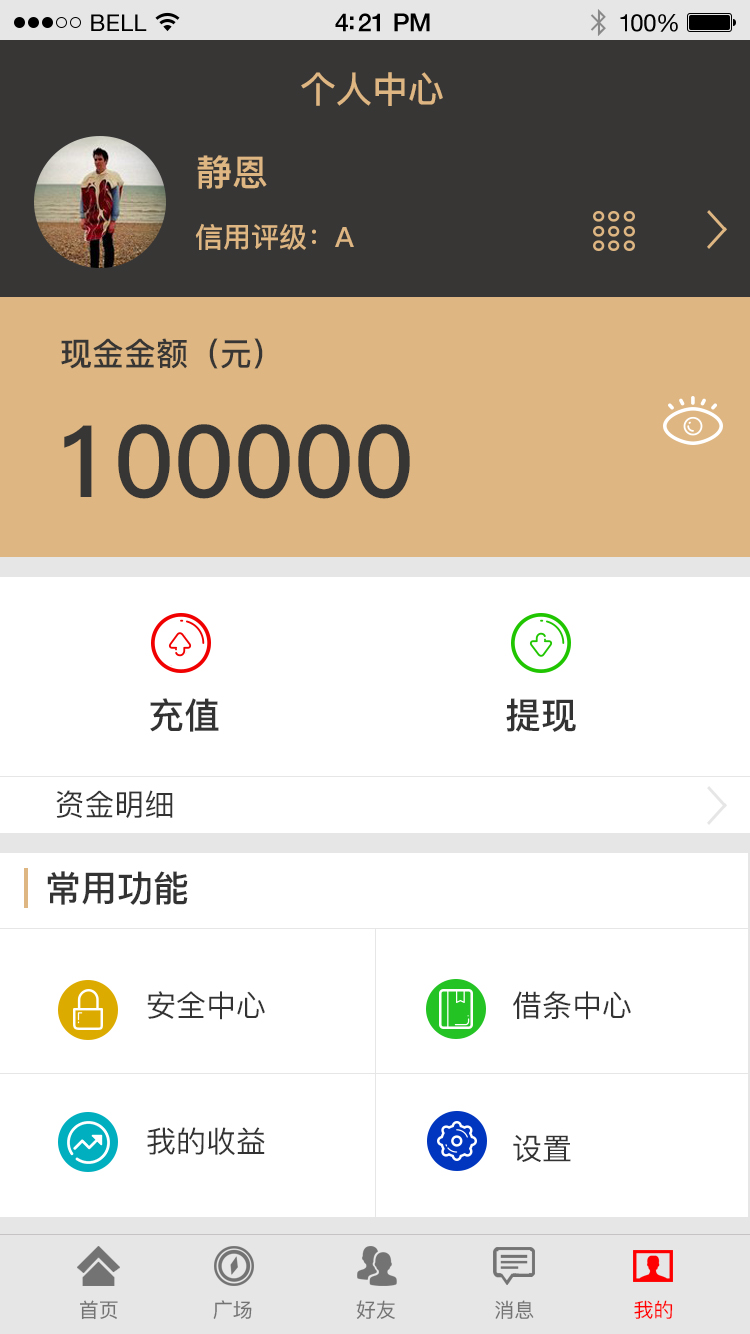 BELL 4:21 PM 100%
个人中心
静恩
信用评级：A
现金金额（元）
100000
充值 提现
资金明细
常用功能
安全中心 借条中心
我的收益 设置
首页 广场 好友 消息 我的